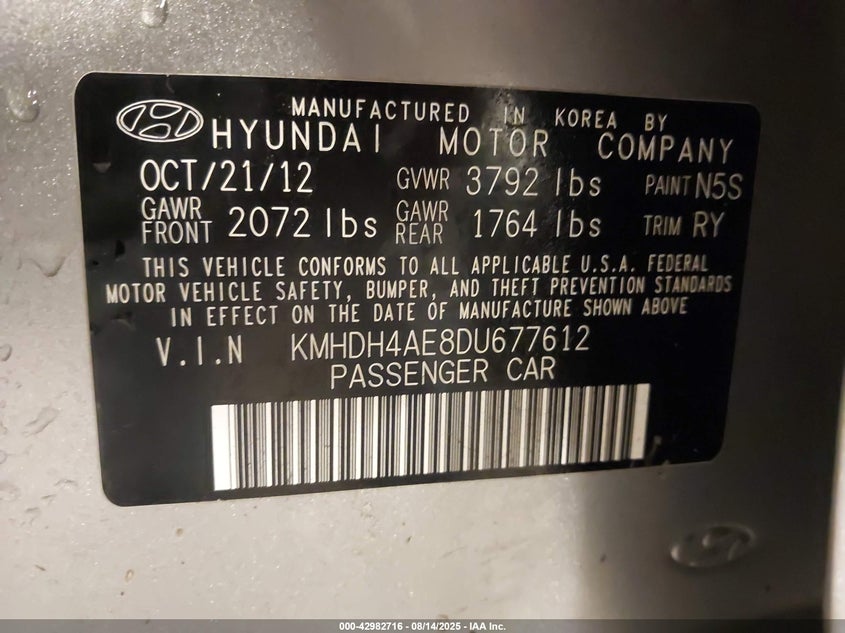 MANUFACTURED IN KOREA BY
HYUNDAI MOTOR COMPANY
OCT/21/12 GVWR 3792 lbs PAINT N5S
GAWR FRONT 2072 lbs GAWR REAR 1764 lbs TRIM RY
THIS VEHICLE CONFORMS TO ALL APPLICABLE U.S.A. FEDERAL
MOTOR VEHICLE SAFETY, BUMPER, AND THEFT PREVENTION STANDARDS
IN EFFECT ON THE DATE OF MANUFACTURE SHOWN ABOVE
V.I.N KMHDH4AE8DU677612
PASSENGER CAR
000-42982716 - 08/14/2025 - IAA Inc.